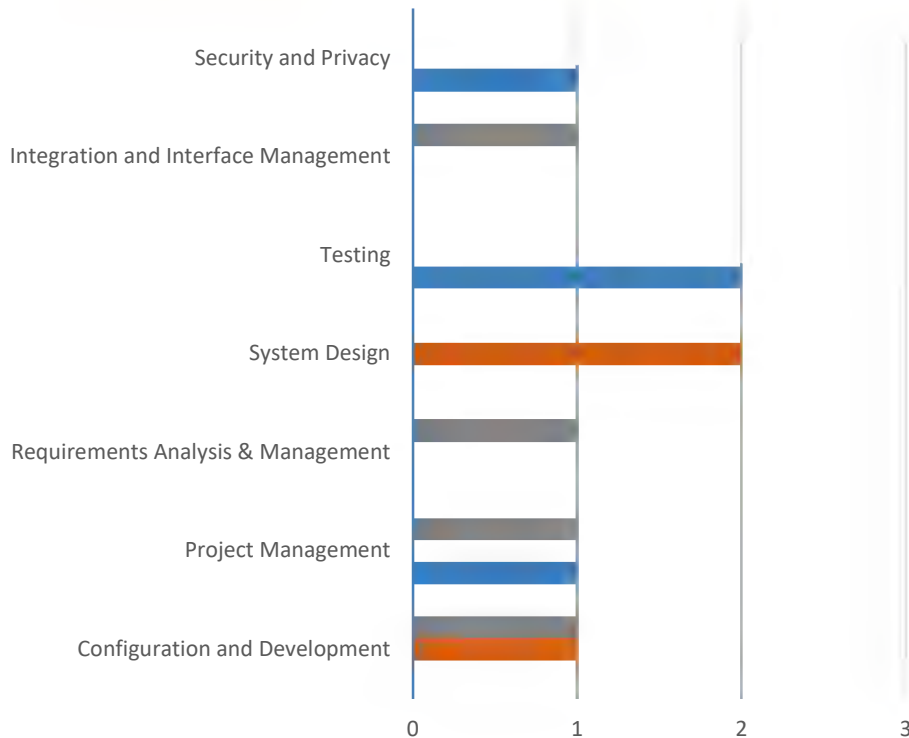 Security and Privacy
Integration and Interface Management
Testing
System Design
Requirements Analysis & Management
Project Management
Configuration and Development
0 1 2 3